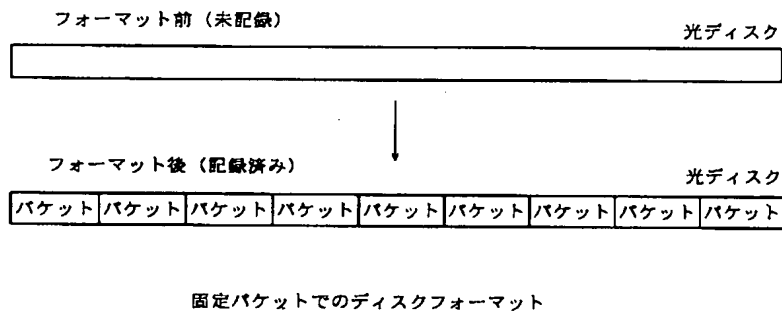 フォーマット前（未記録）
光ディスク
フォーマット後（記録済み）
光ディスク
パケット パケット パケット パケット パケット パケット パケット パケット パケット
固定パケットでのディスクフォーマット